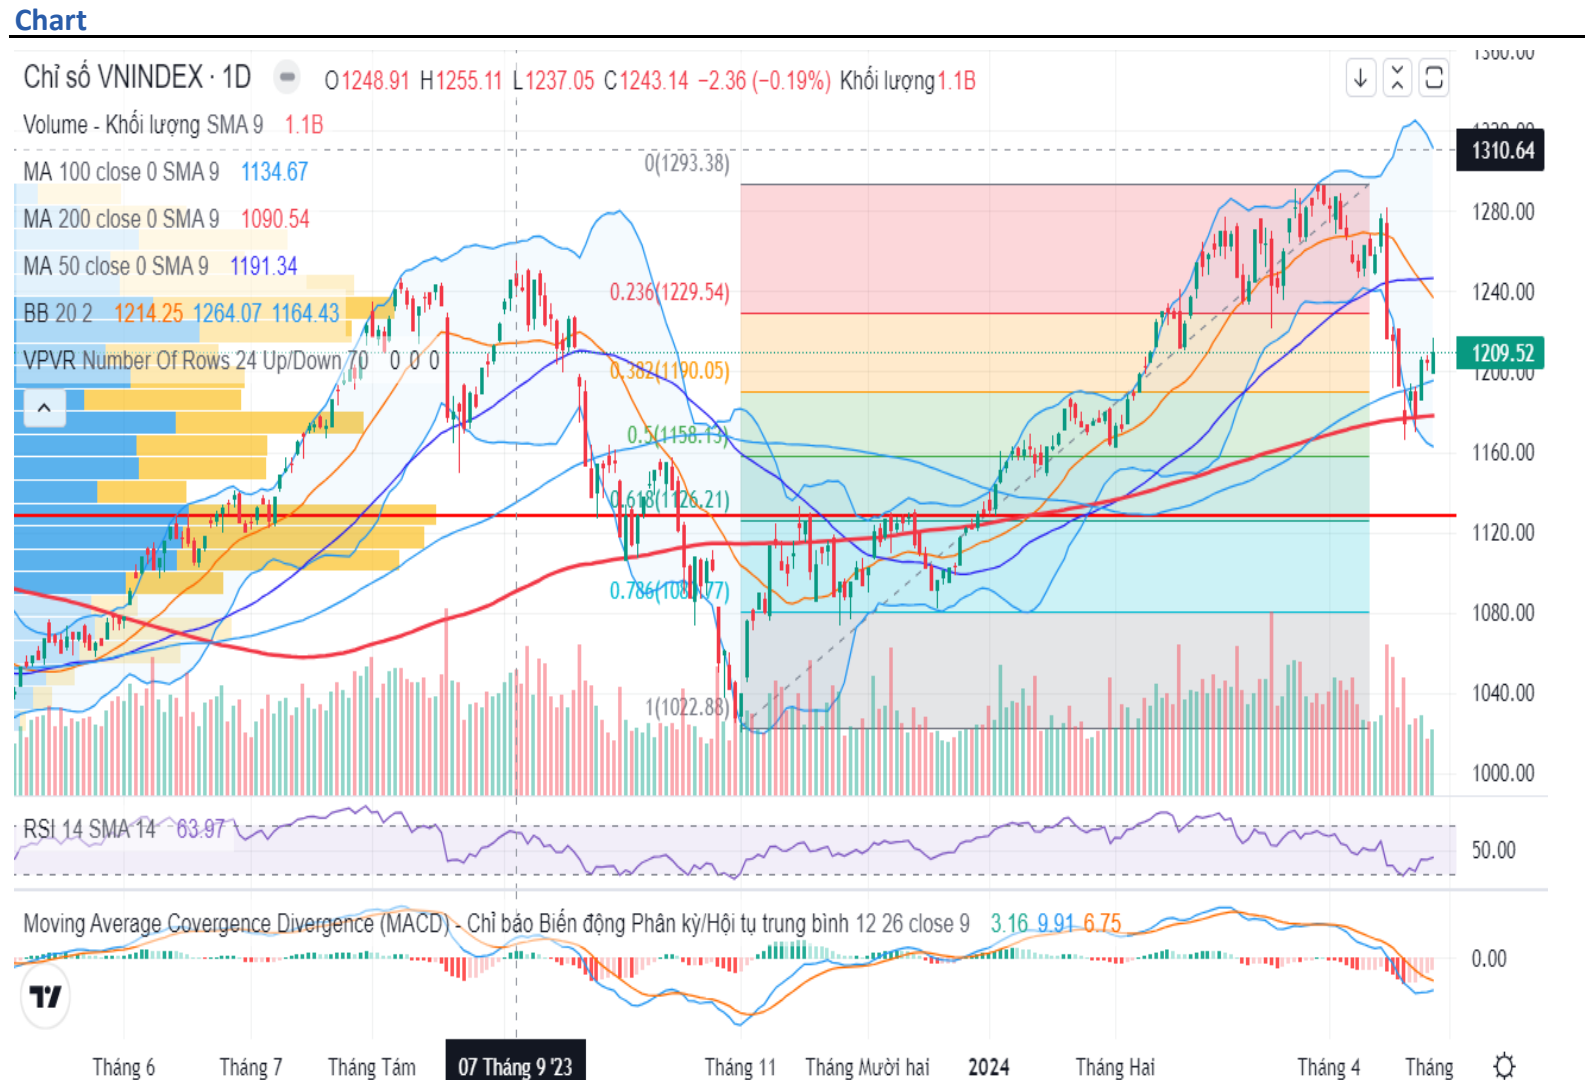 Chart
Chỉ số VNINDEX · 1D O1248.91 H1255.11 L1237.05 C1243.14 −2.36 (−0.19%) Khối lượng1.1B
Volume - Khối lượng SMA 9 1.1B
MA 100 close 0 SMA 9 1134.67
MA 200 close 0 SMA 9 1090.54
MA 50 close 0 SMA 9 1191.34
BB 20 2 1214.25 1264.07 1164.43
VPVR Number Of Rows 24 Up/Down 70 0 0 0
0(1293.38)
0.236(1229.54)
0.382(1190.05)
0.5(1158.13)
0.618(1126.21)
1(1022.88)
1360.00
1310.64
1280.00
1240.00
1209.52
1200.00
1160.00
1120.00
1080.00
1040.00
1000.00
RSI 14 SMA 14 63.97
50.00
Moving Average Covergence Divergence (MACD) - Chỉ báo Biến động Phân kỳ/Hội tụ trung bình 12 26 close 9 3.16 9.91 6.75
0.00
Tháng 6 Tháng 7 Tháng Tám 07 Tháng 9 '23 Tháng 11 Tháng Mười hai 2024 Tháng Hai Tháng 4 Tháng